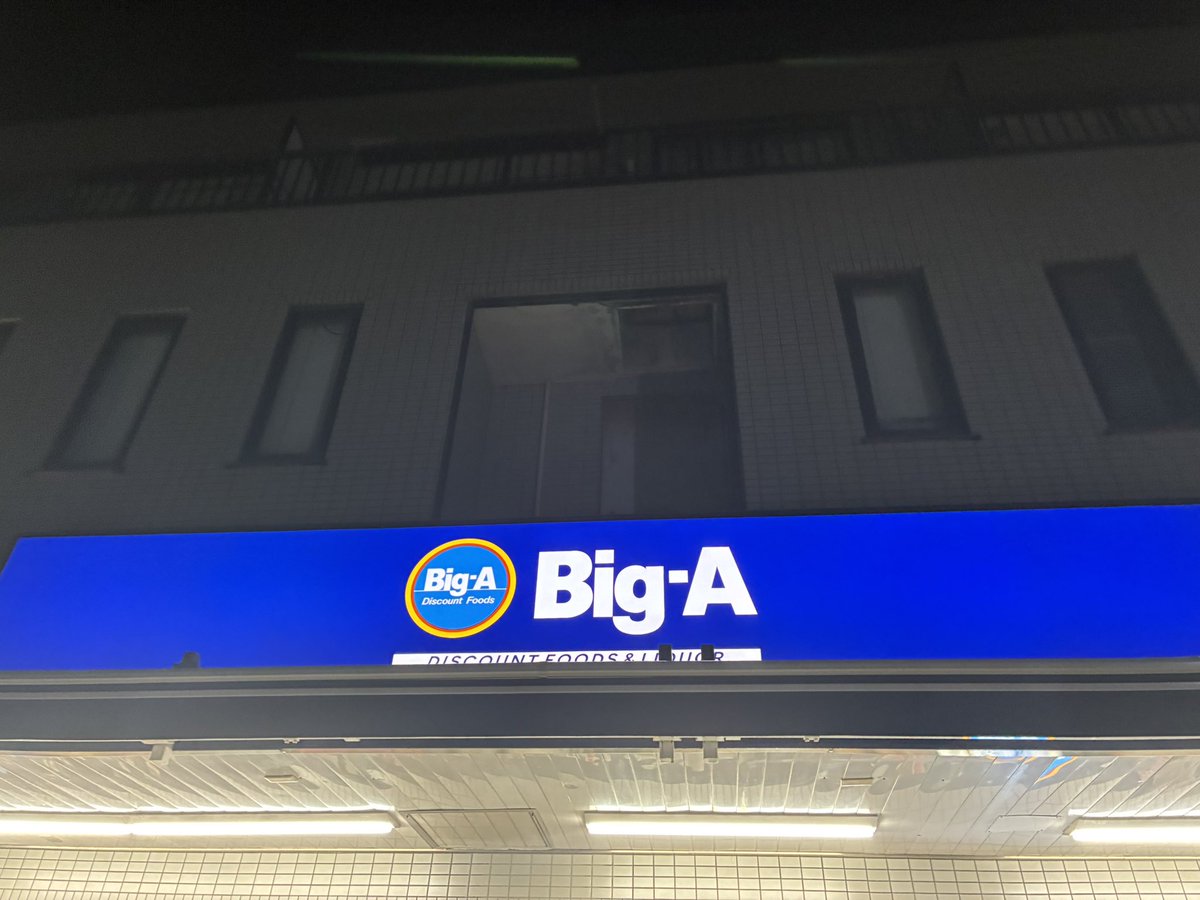 Big-A
Discount Foods
Big-A
DISCOUNT FOODS & LIQUOR